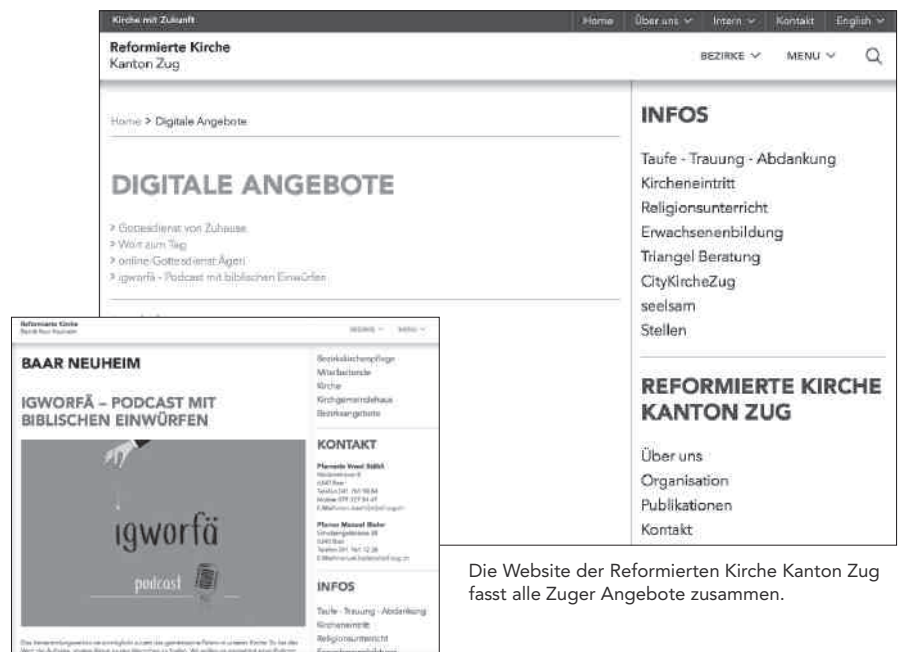 Kirche mit Zukunft
Home Über uns Intern Kontakt English
Reformierte Kirche
Kanton Zug
BEZIRKE MENU
Home > Digitale Angebote
DIGITALE ANGEBOTE
> Gottesdienst von Zuhause
> Wort zum Tag
> online-Gottesdienst Ägeri
> igworfä - Podcast mit biblischen Einwürfen
INFOS
Taufe - Trauung - Abdankung
Kircheneintritt
Religionsunterricht
Erwachsenenbildung
Triangel Beratung
CityKircheZug
seelsam
Stellen
REFORMIERTE KIRCHE
KANTON ZUG
Über uns
Organisation
Publikationen
Kontakt
Reformierte Kirche
BEZIRKE MENU
BAAR NEUHEIM
IGWORFÄ – PODCAST MIT
BIBLISCHEN EINWÜRFEN
igworfä
podcast
Bezirkskirchenpflege
Mitarbeitende
Kirche
Kirchgemeindehaus
Bezirksangebote
KONTAKT
INFOS
Taufe - Trauung - Abdankung
Kircheneintritt
Religionsunterricht
Die Website der Reformierten Kirche Kanton Zug
fasst alle Zuger Angebote zusammen.